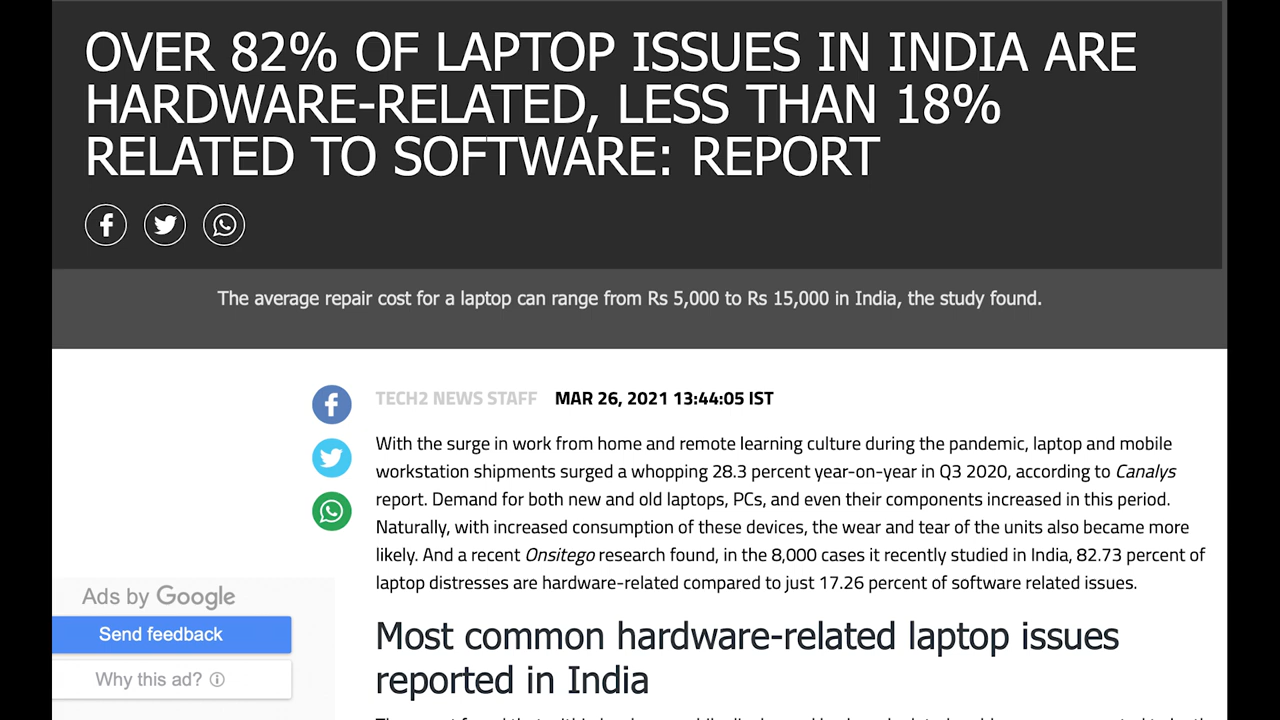 OVER 82% OF LAPTOP ISSUES IN INDIA ARE
HARDWARE-RELATED, LESS THAN 18%
RELATED TO SOFTWARE: REPORT
The average repair cost for a laptop can range from Rs 5,000 to Rs 15,000 in India, the study found.
TECH2 NEWS STAFF MAR 26, 2021 13:44:05 IST
With the surge in work from home and remote learning culture during the pandemic, laptop and mobile
workstation shipments surged a whopping 28.3 percent year-on-year in Q3 2020, according to Canalys
report. Demand for both new and old laptops, PCs, and even their components increased in this period.
Naturally, with increased consumption of these devices, the wear and tear of the units also became more
likely. And a recent Onsitego research found, in the 8,000 cases it recently studied in India, 82.73 percent of
laptop distresses are hardware-related compared to just 17.26 percent of software related issues.
Ads by Google
Send feedback
Why this ad?
Most common hardware-related laptop issues
reported in India